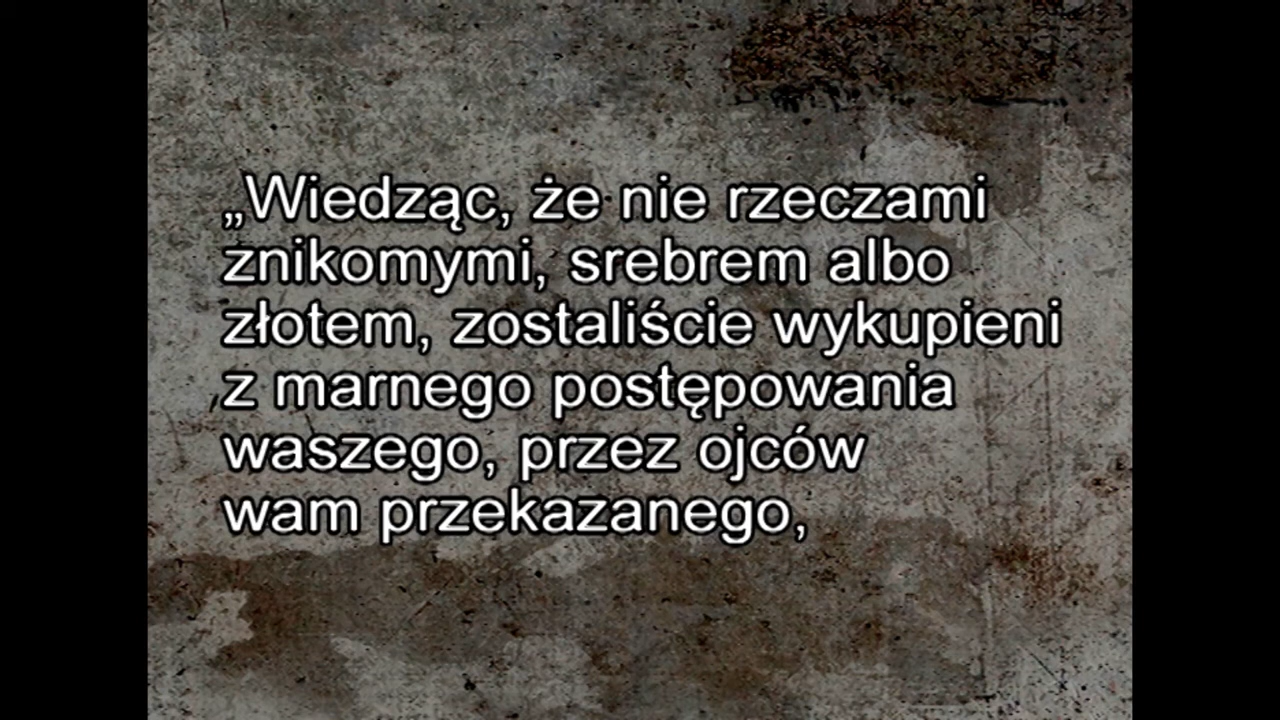 „Wiedząc, że nie rzeczami
znikomymi, srebrem albo
złotem, zostaliście wykupieni
z marnego postępowania
waszego, przez ojców
wam przekazanego,